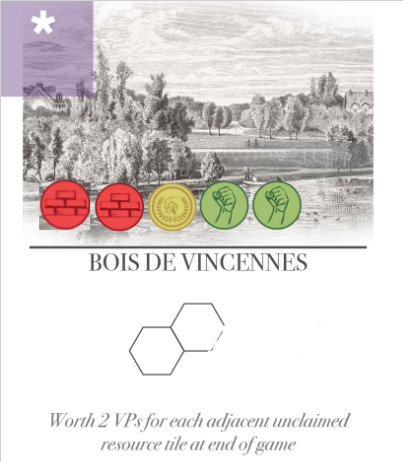 *
BOIS DE VINCENNES
Worth 2 VPs for each adjacent unclaimed
resource tile at end of game